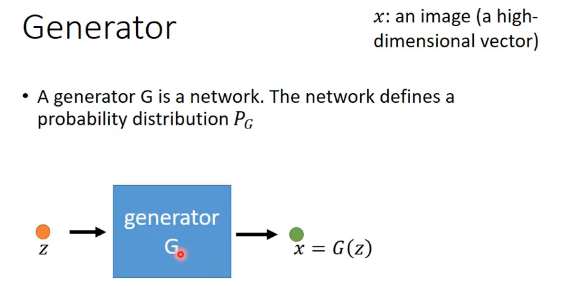 Generator
x: an image (a high-
dimensional vector)
• A generator G is a network. The network defines a
probability distribution P_G
generator
G
z
x = G(z)